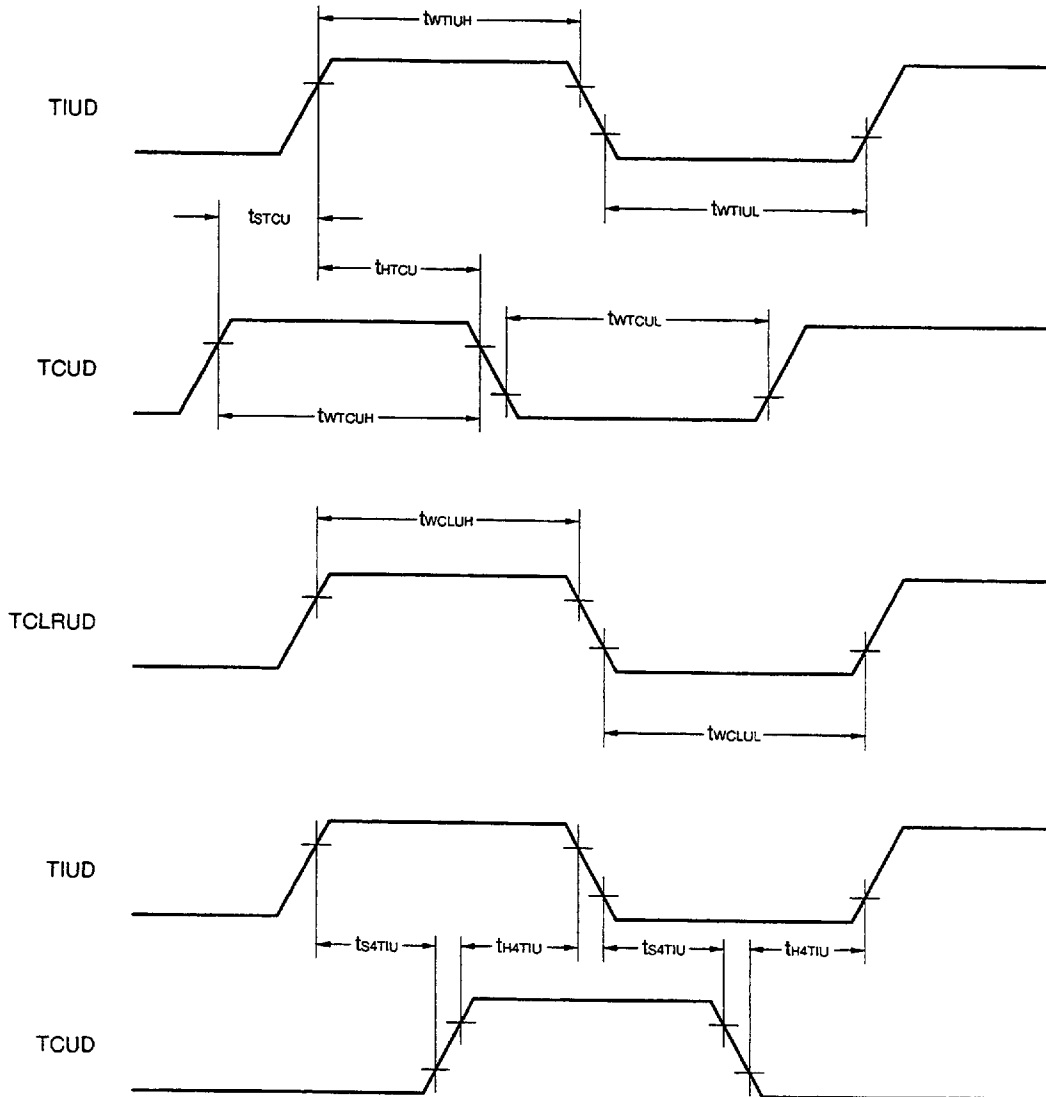 tWTIUH
TIUD
tSTCU
tWTIUL
tHTCU
tWTCUL
TCUD
tWTCUH
tWCLUH
TCLRUD
tWCLUL
TIUD
tS4TIU tH4TIU tS4TIU tH4TIU
TCUD